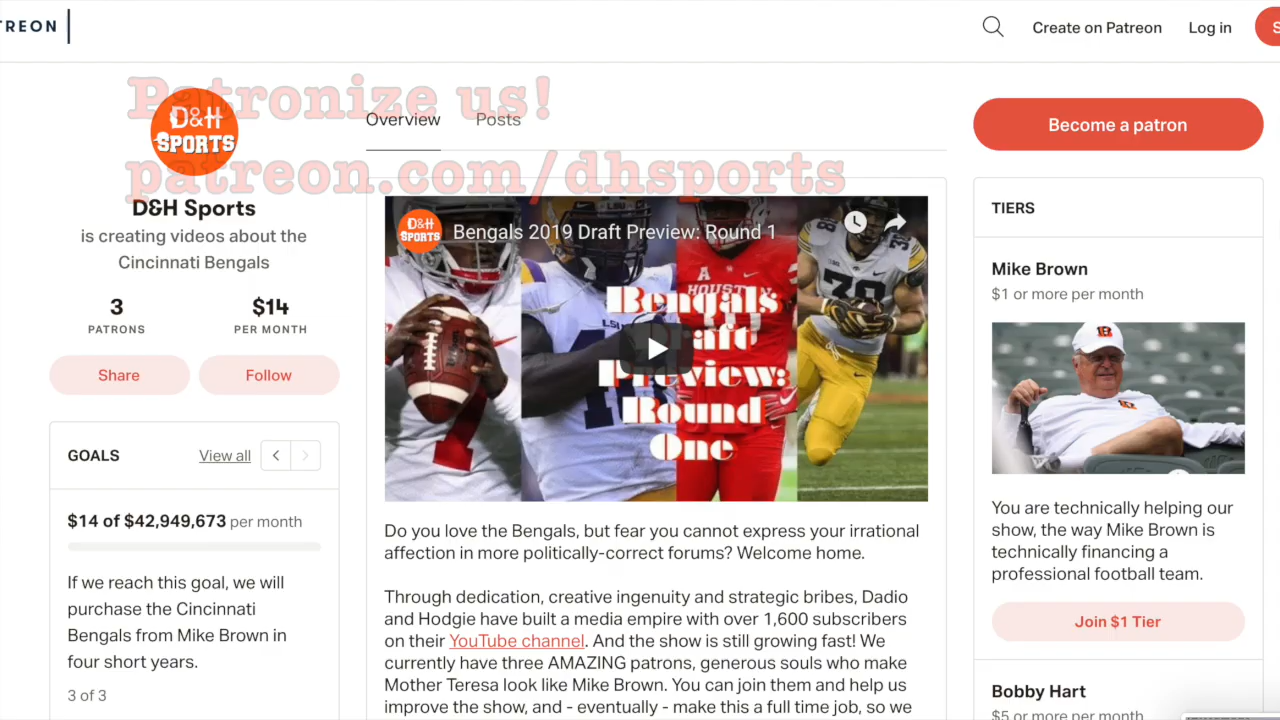 TREON
Create on Patreon
Log in
S
Patronize us!
patreon.com/dhsports
D&H
SPORTS
D&H Sports
is creating videos about the
Cincinnati Bengals
3
PATRONS
$14
PER MONTH
Share
Follow
GOALS
View all
$14 of $42,949,673 per month
If we reach this goal, we will
purchase the Cincinnati
Bengals from Mike Brown in
four short years.
3 of 3
Overview
Posts
D&H
SPORTS
Bengals 2019 Draft Preview: Round 1
LSU
A
HOUSTON
38
38
LSU
7
Bengals
Draft
Preview:
Round
One
Do you love the Bengals, but fear you cannot express your irrational
affection in more politically-correct forums? Welcome home.
Through dedication, creative ingenuity and strategic bribes, Dadio
and Hodgie have built a media empire with over 1,600 subscribers
on their YouTube channel. And the show is still growing fast! We
currently have three AMAZING patrons, generous souls who make
Mother Teresa look like Mike Brown. You can join them and help us
improve the show, and - eventually - make this a full time job, so we
Become a patron
TIERS
Mike Brown
$1 or more per month
B
B
You are technically helping our
show, the way Mike Brown is
technically financing a
professional football team.
Join $1 Tier
Bobby Hart
$5 or more per month